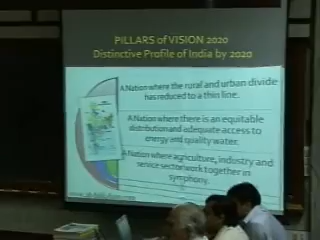 PILLARS of VISION 2020
Distinctive Profile of India by 2020
A Nation where the rural and urban divide
has reduced to a thin line.
A Nation where there is an equitable
distribution and adequate access to
energy and quality water.
A Nation where agriculture, industry and
service sector work together in
symphony.